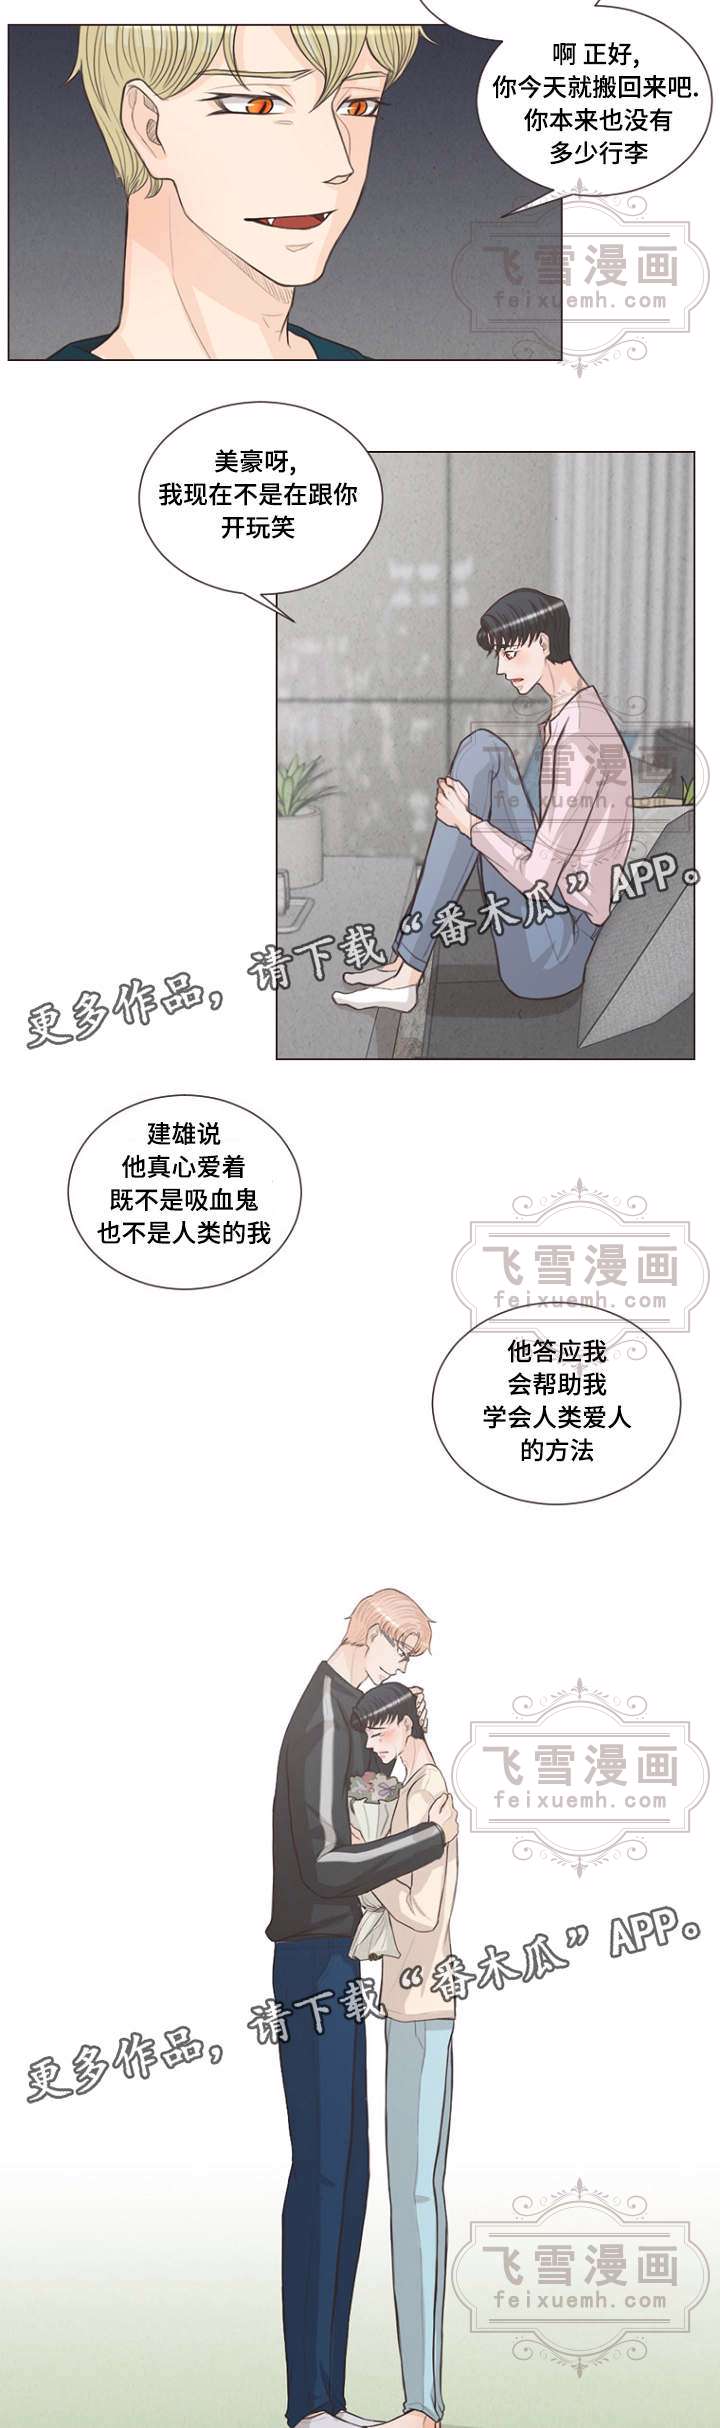 啊 正好,
你今天就搬回来吧.
你本来也没有
多少行李
飞雪漫画
feixuemh.com
美豪呀,
我现在不是在跟你
开玩笑
飞雪漫画
feixuemh.com
更多作品，请下载“番木瓜”APP。
建雄说
他真心爱着
既不是吸血鬼
也不是人类的我
飞雪漫画
feixuemh.com
他答应我
会帮助我
学会人类爱人
的方法
飞雪漫画
feixuemh.com
更多作品，请下载“番木瓜”APP。
飞雪漫画
feixuemh.com